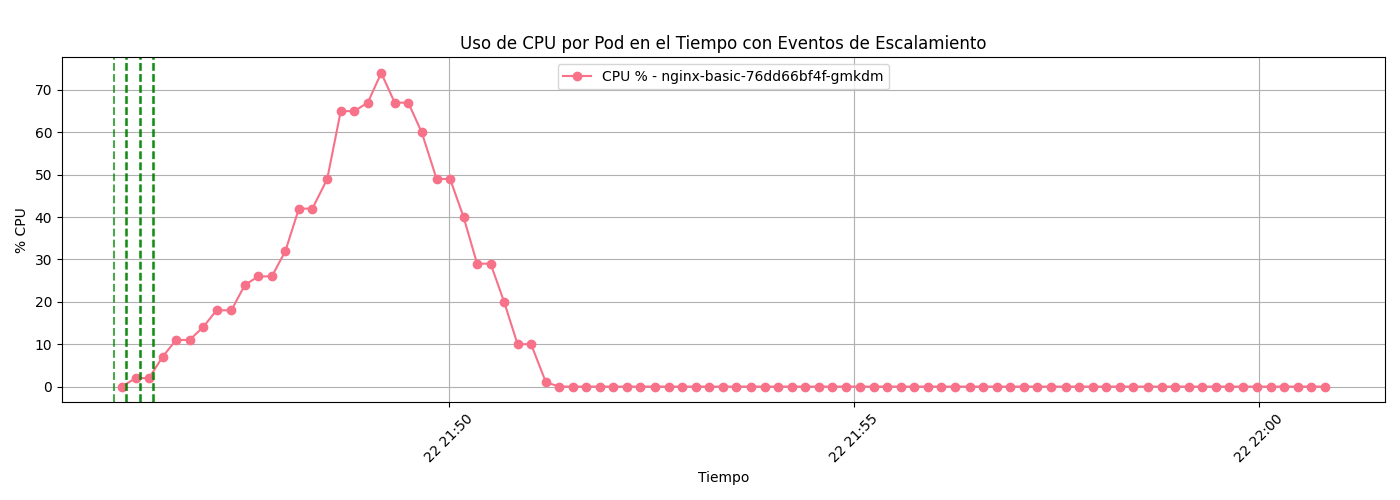 Uso de CPU por Pod en el Tiempo con Eventos de Escalamiento
CPU % - nginx-basic-76dd66bf4f-gmkdm
% CPU
70
60
50
40
30
20
10
0
22 21:50
22 21:55
22 22:00
Tiempo